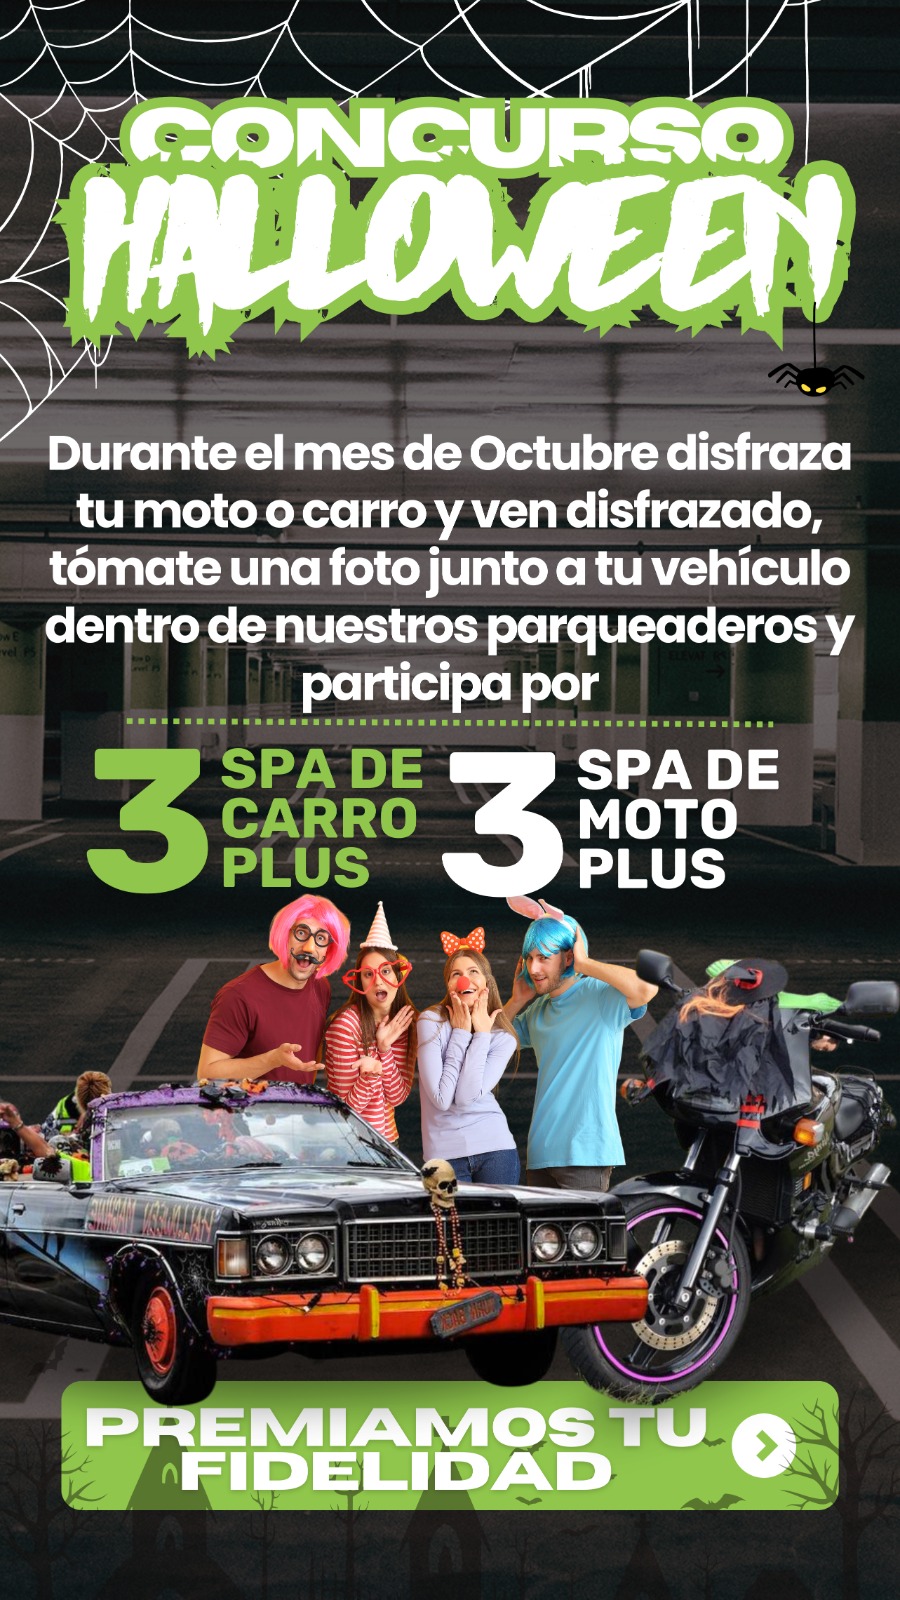 CONCURSO
HALLOWEEN
Durante el mes de Octubre disfraza
tu moto o carro y ven disfrazado,
tómate una foto junto a tu vehículo
dentro de nuestros parqueaderos y
participa por
3 SPA DE
CARRO
PLUS
3 SPA DE
MOTO
PLUS
PREMIAMOS TU
FIDELIDAD